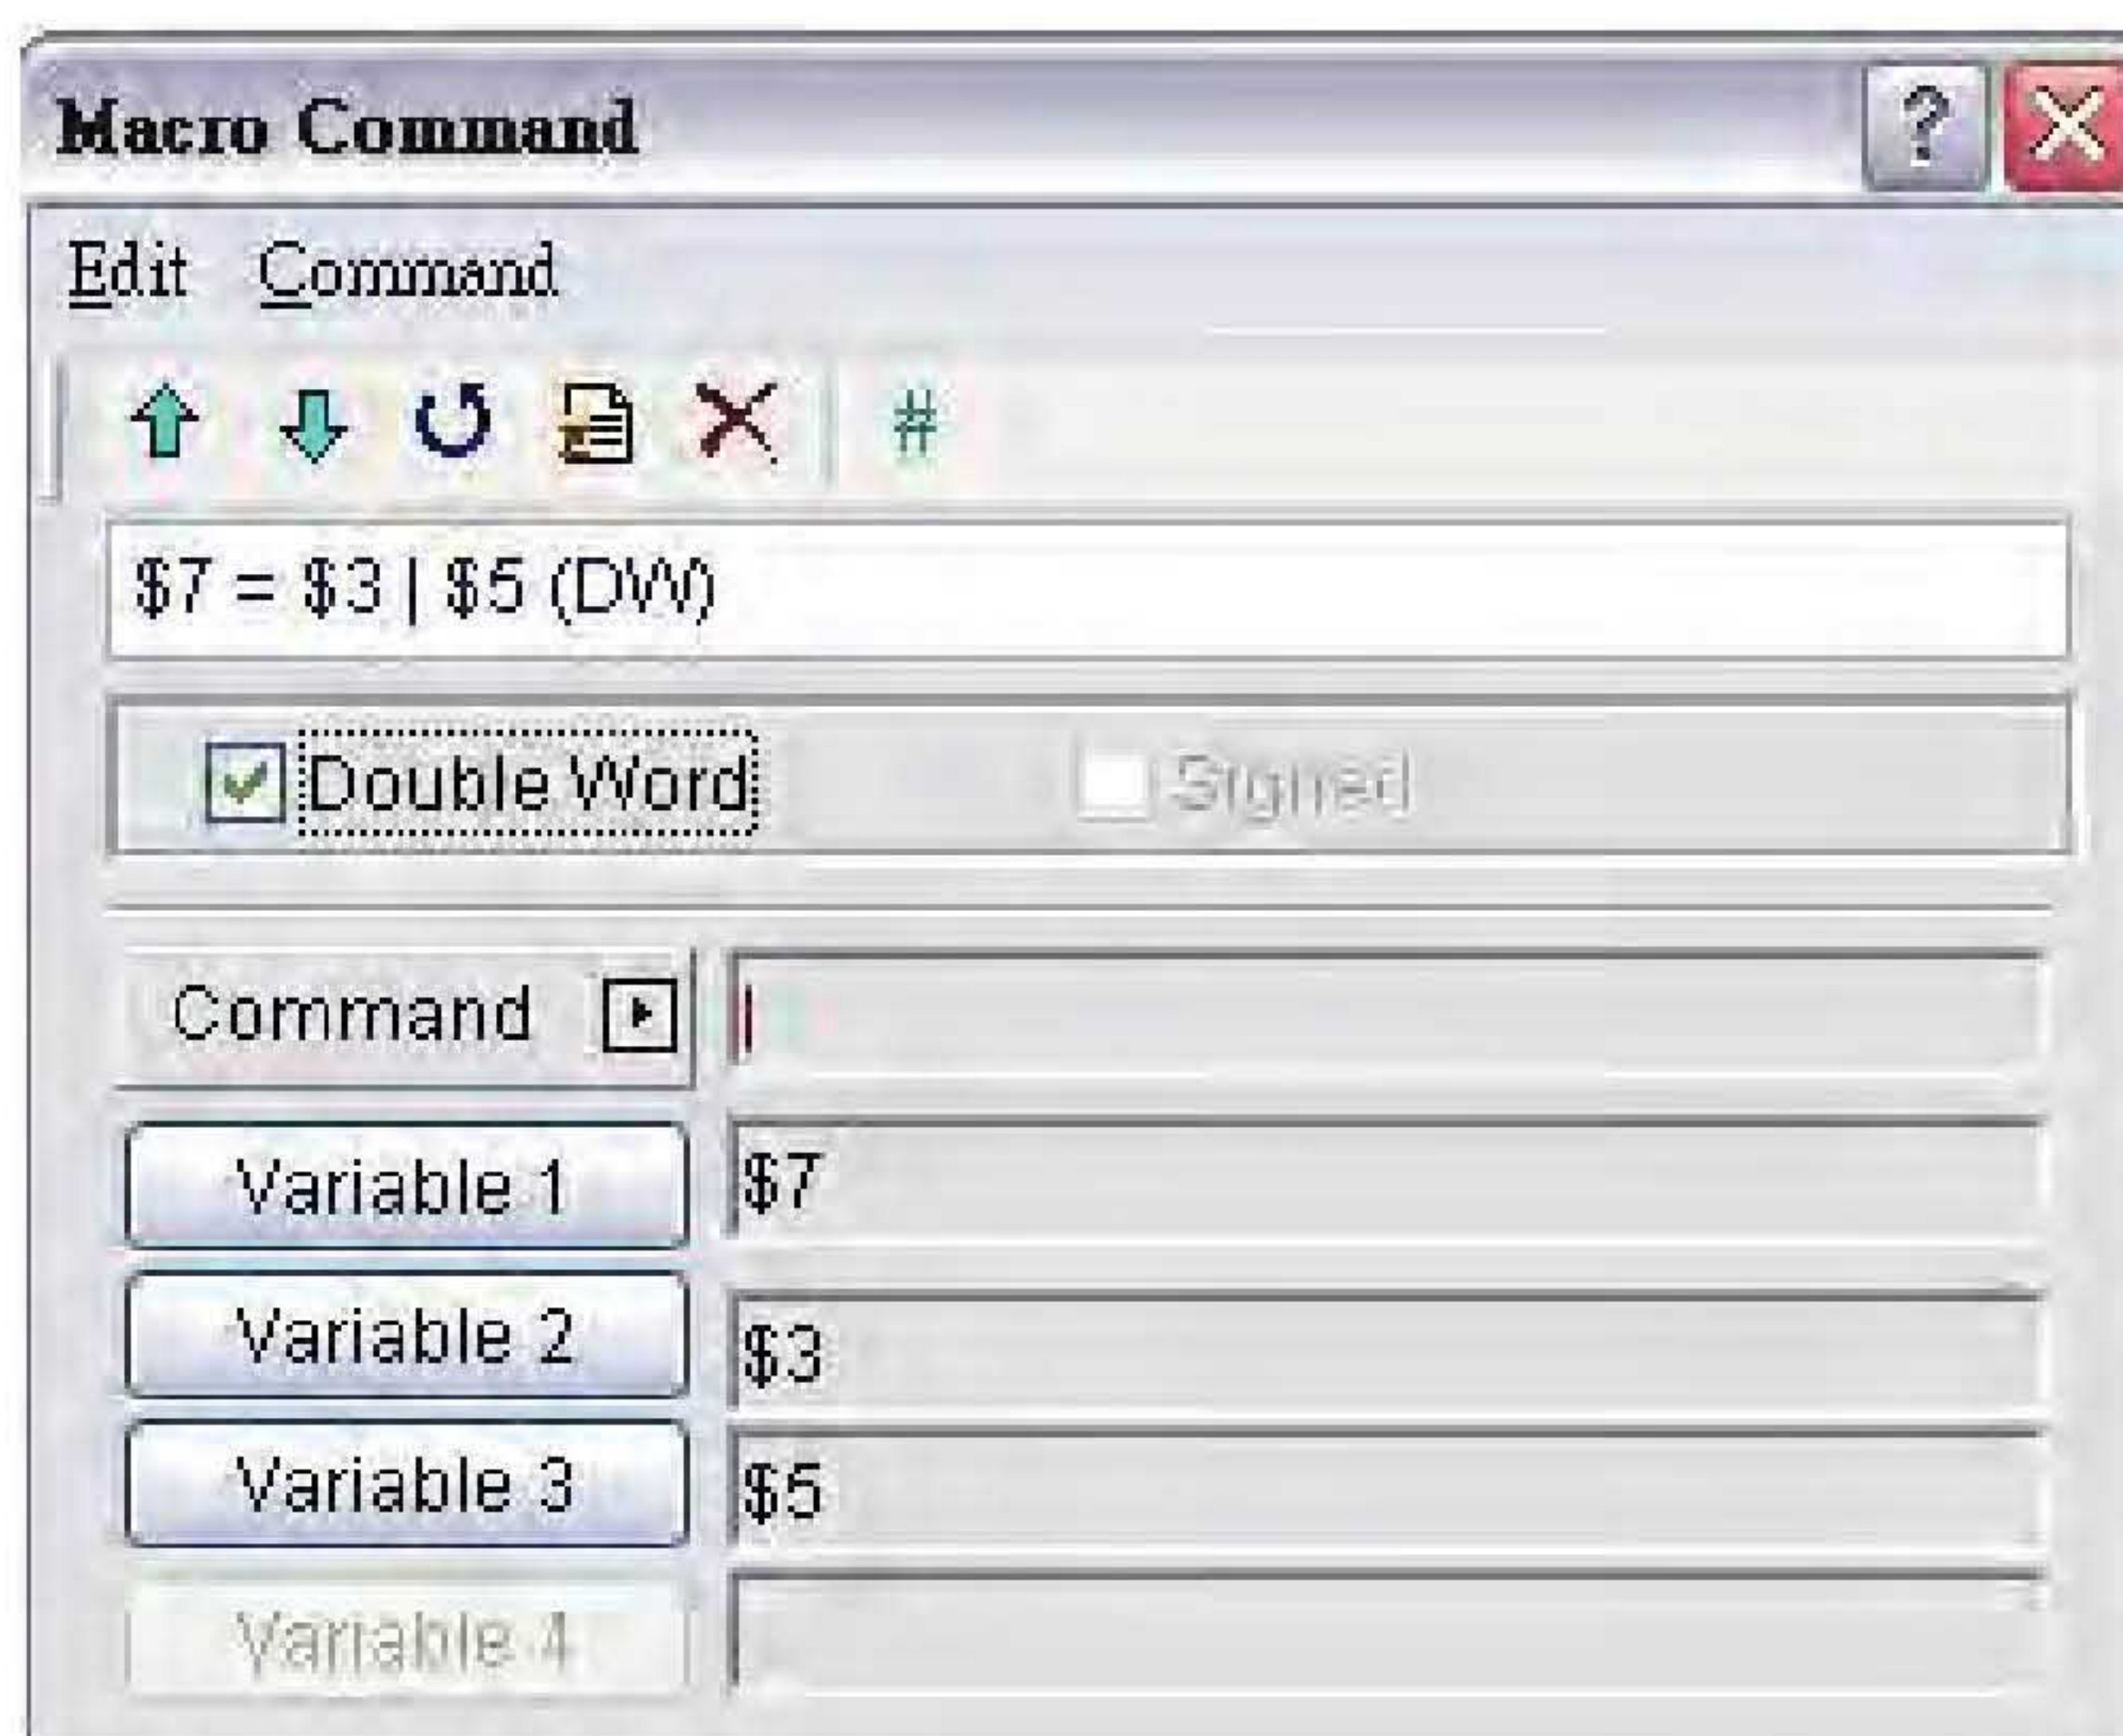 Macro Command ?
Edit Command
#
$7 = $3 | $5 (DW)
Double Word Signed
Command |
Variable 1 $7
Variable 2 $3
Variable 3 $5
Variable 4